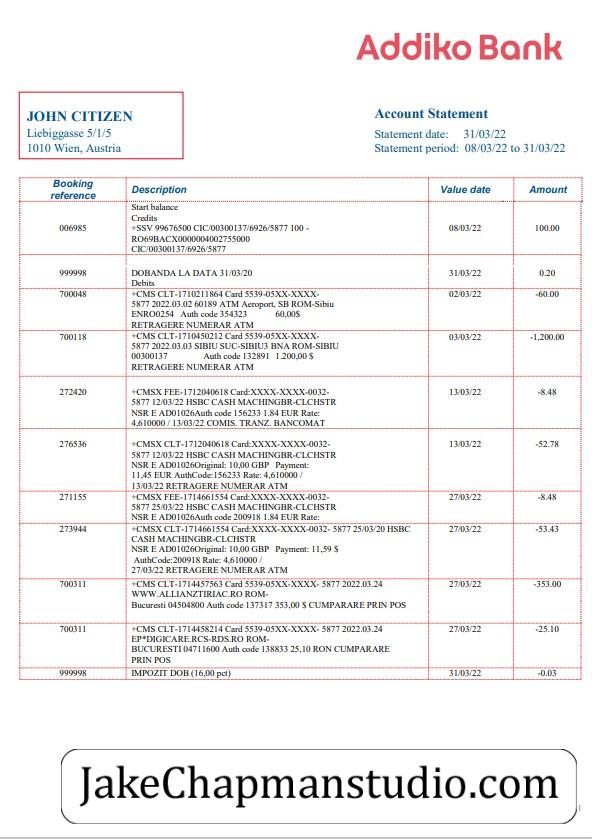 Addiko Bank
JOHN CITIZEN
Liebiggasse 5/1/5
1010 Wien, Austria
Account Statement
Statement date: 31/03/22
Statement period: 08/03/22 to 31/03/22
Booking reference Description Value date Amount
Start balance
Credits
006985 +SSV 99676500 CIC/00300137/6926/5877 100 - 08/03/22 100.00
RO69BACX0000004002755000
CIC/00300137/6926/5877
999998 DOBANDA LA DATA 31/03/20 31/03/22 0.20
Debits
700048 +CMS CLT-1710211864 Card 5539-05XX-XXXX- 02/03/22 -60.00
5877 2022.03.02 60189 ATM Aeroport, SB ROM-Sibiu
ENRO0254 Auth code 354323 60,00$
RETRAGERE NUMERAR ATM
700118 +CMS CLT-1710450212 Card 5539-05XX-XXXX- 03/03/22 -1,200.00
5877 2022.03.03 SIBIU SUC-SIBIU3 BNA ROM-SIBIU
00300137 Auth code 132891 1.200,00 $
RETRAGERE NUMERAR ATM
272420 +CMSX FEE-1712040618 Card:XXXX-XXXX-0032- 13/03/22 -8.48
5877 12/03/22 HSBC CASH MACHINGBR-CLCHSTR
NSR E AD01026Auth code 156233 1.84 EUR Rate:
4,610000 / 13/03/22 COMIS. TRANZ. BANCOMAT
276536 +CMSX CLT-1712040618 Card:XXXX-XXXX-0032- 13/03/22 -52.78
5877 12/03/22 HSBC CASH MACHINGBR-CLCHSTR
NSR E AD01026Original: 10,00 GBP Payment:
11,45 EUR AuthCode:156233 Rate: 4,610000 /
13/03/22 RETRAGERE NUMERAR ATM
271155 +CMSX FEE-1714661554 Card:XXXX-XXXX-0032- 27/03/22 -8.48
5877 25/03/22 HSBC CASH MACHINGBR-CLCHSTR
NSR E AD01026Auth code 200918 1.84 EUR Rate:
273944 +CMSX CLT-1714661554 Card:XXXX-XXXX-0032- 5877 25/03/20 HSBC 27/03/22 -53.43
CASH MACHINGBR-CLCHSTR
NSR E AD01026Original: 10,00 GBP Payment: 11,59 $
AuthCode:200918 Rate: 4,610000 /
27/03/22 RETRAGERE NUMERAR ATM
700311 +CMS CLT-1714457563 Card 5539-05XX-XXXX- 5877 2022.03.24 27/03/22 -353.00
WWW.ALLIANZTIRIAC.RO ROM-
Bucuresti 04504800 Auth code 137317 353,00 $ CUMPARARE PRIN POS
700311 +CMS CLT-1714458214 Card 5539-05XX-XXXX- 5877 2022.03.24 27/03/22 -25.10
EP*DIGICARE.RCS-RDS.RO ROM-
BUCURESTI 04711600 Auth code 138833 25,10 RON CUMPARARE
PRIN POS
999998 IMPOZIT DOB (16,00 pct) 31/03/22 -0.03
JakeChapmanstudio.com
1